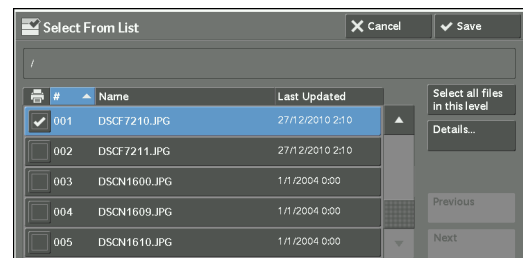 Select From List
Cancel
Save
/
# Name Last Updated
Select all files
in this level
001 DSCF7210.JPG 27/12/2010 2:10
Details...
002 DSCF7211.JPG 27/12/2010 2:10
003 DSCN1600.JPG 1/1/2004 0:00
004 DSCN1609.JPG 1/1/2004 0:00
Previous
005 DSCN1610.JPG 1/1/2004 0:00
Next